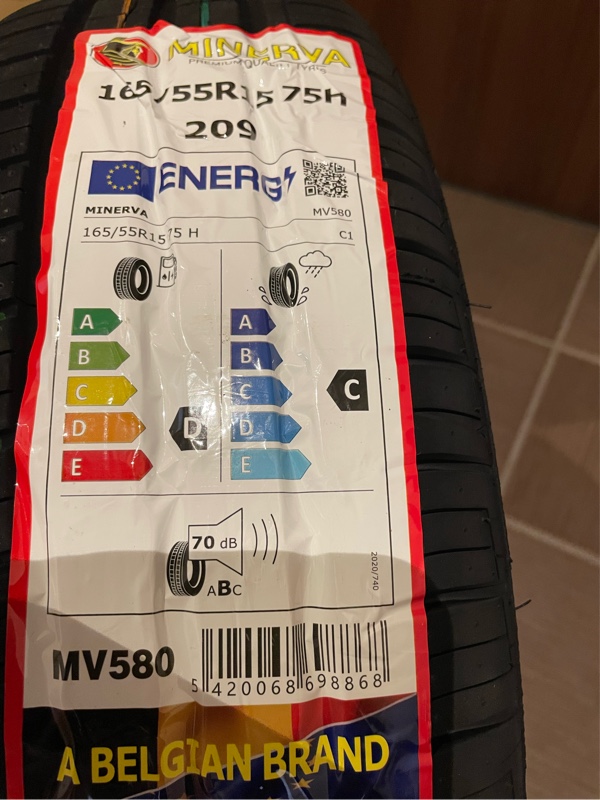 MINERVA
PREMIUM QUALITY TYRES
165/55R15 75H
209
ENERG
MINERVA MV580
165/55R15 75 H C1
A A
B B
C C C
D D D
E E
70 dB
ABC
2020/740
MV580
5 420068 698868
A BELGIAN BRAND